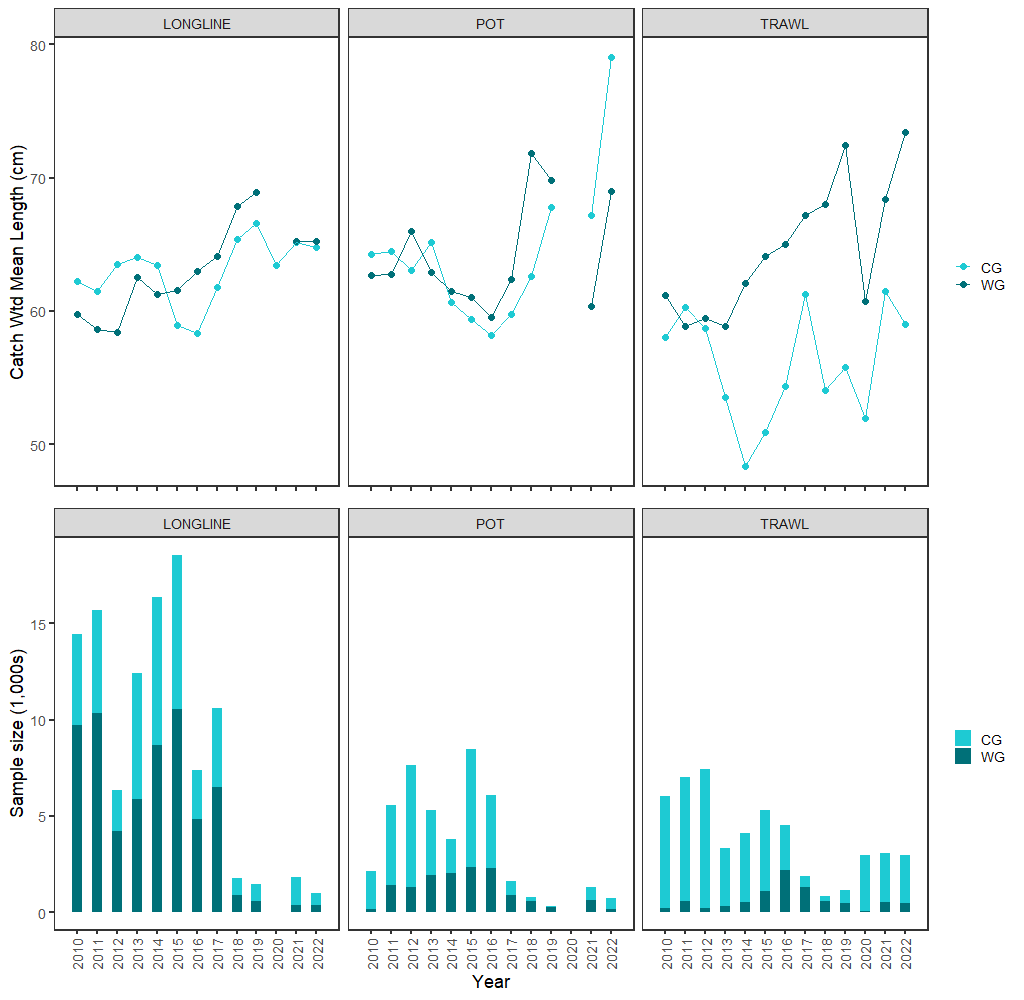 LONGLINE POT TRAWL
80
70
60
50
Catch Wtd Mean Length (cm)
CG
WG
LONGLINE POT TRAWL
15
10
5
0
Sample size (1,000s)
CG
WG
2010 2011 2012 2013 2014 2015 2016 2017 2018 2019 2020 2021 2022 2010 2011 2012 2013 2014 2015 2016 2017 2018 2019 2020 2021 2022 2010 2011 2012 2013 2014 2015 2016 2017 2018 2019 2020 2021 2022
Year